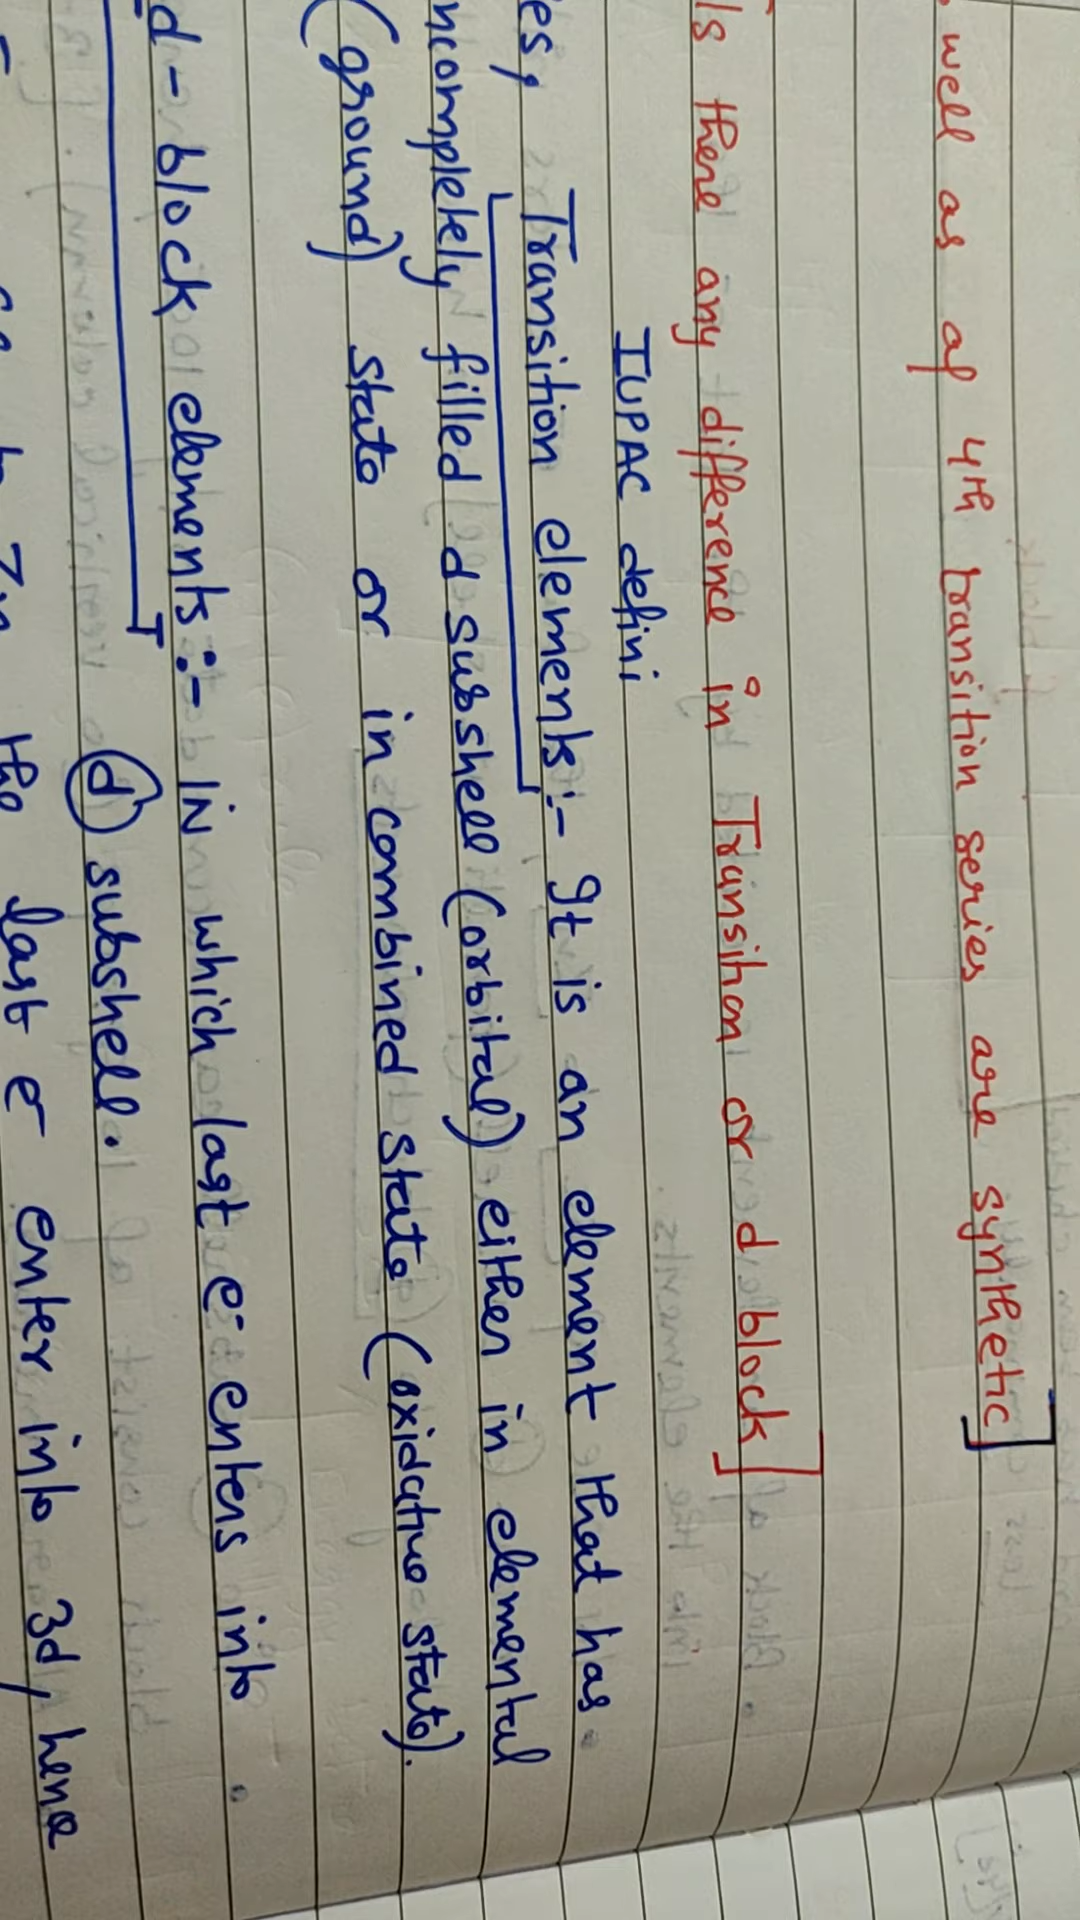 well as of 4th transition series are synthetic]
Is there any difference in Transition or d block]
IUPAC defini
es, Transition elements:- It is an element that has
ncompletely filled d subshell (orbital) either in elemental
(ground) state or in combined state (oxidative state).
d-block elements:- IN which last e- enters into
d subshell.
the last e- enter into 3d, hence